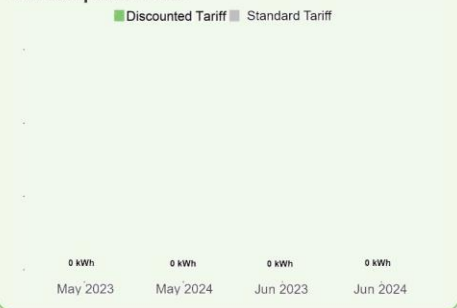 Discounted Tariff Standard Tariff
0 kWh 0 kWh 0 kWh 0 kWh
May 2023 May 2024 Jun 2023 Jun 2024